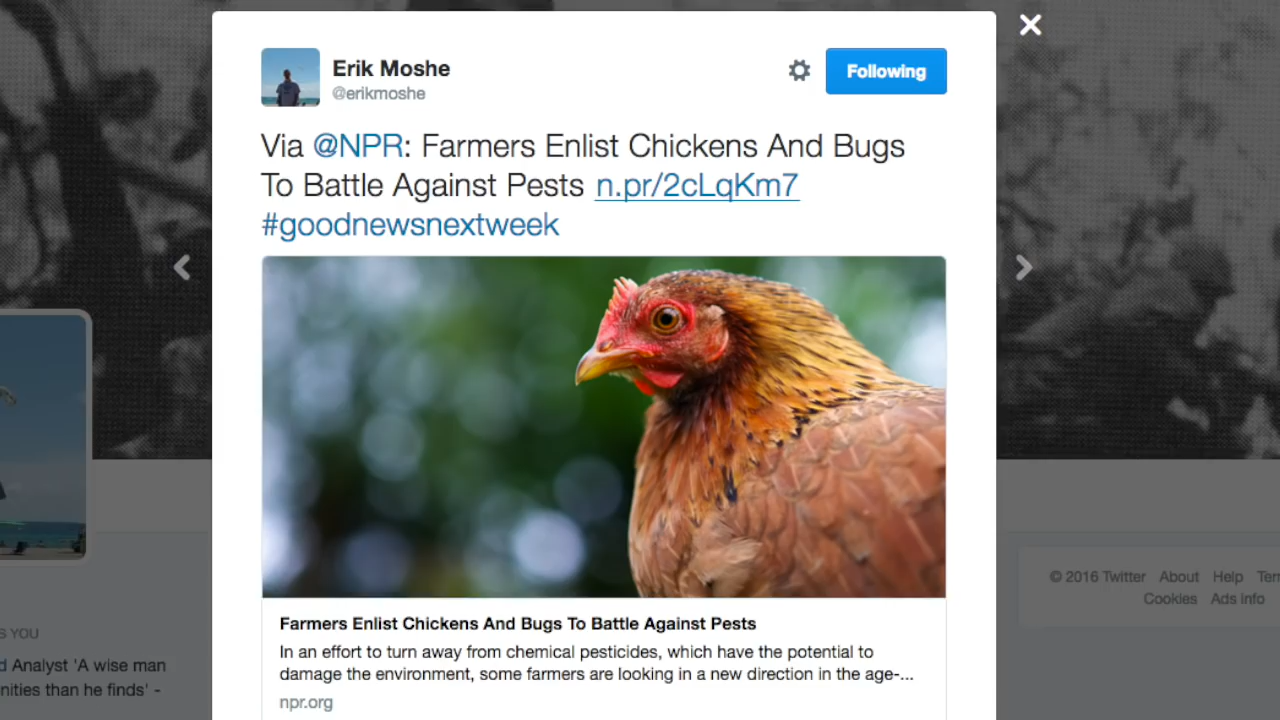 Erik Moshe
@erikmoshe
Following
Via @NPR: Farmers Enlist Chickens And Bugs
To Battle Against Pests n.pr/2cLqKm7
#goodnewsnextweek
Farmers Enlist Chickens And Bugs To Battle Against Pests
In an effort to turn away from chemical pesticides, which have the potential to
damage the environment, some farmers are looking in a new direction in the age-...
npr.org
S YOU
d Analyst 'A wise man
nities than he finds' -
© 2016 Twitter About Help Ter
Cookies Ads info